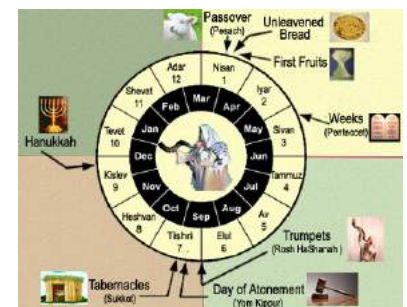 Passover
(Pesach)
Unleavened
Bread
First Fruits
Weeks
(Pentecost)
Trumpets
(Rosh HaShanah)
Day of Atonement
(Yom Kippur)
Tabernacles
(Sukkot)
Hanukkah
Nisan
1
Iyar
2
Sivan
3
Tammuz
4
Av
5
Elul
6
Tishri
7
Heshvan
8
Kislev
9
Tevet
10
Shevat
11
Adar
12
Mar
Apr
May
Jun
Jul
Aug
Sep
Oct
Nov
Dec
Jan
Feb